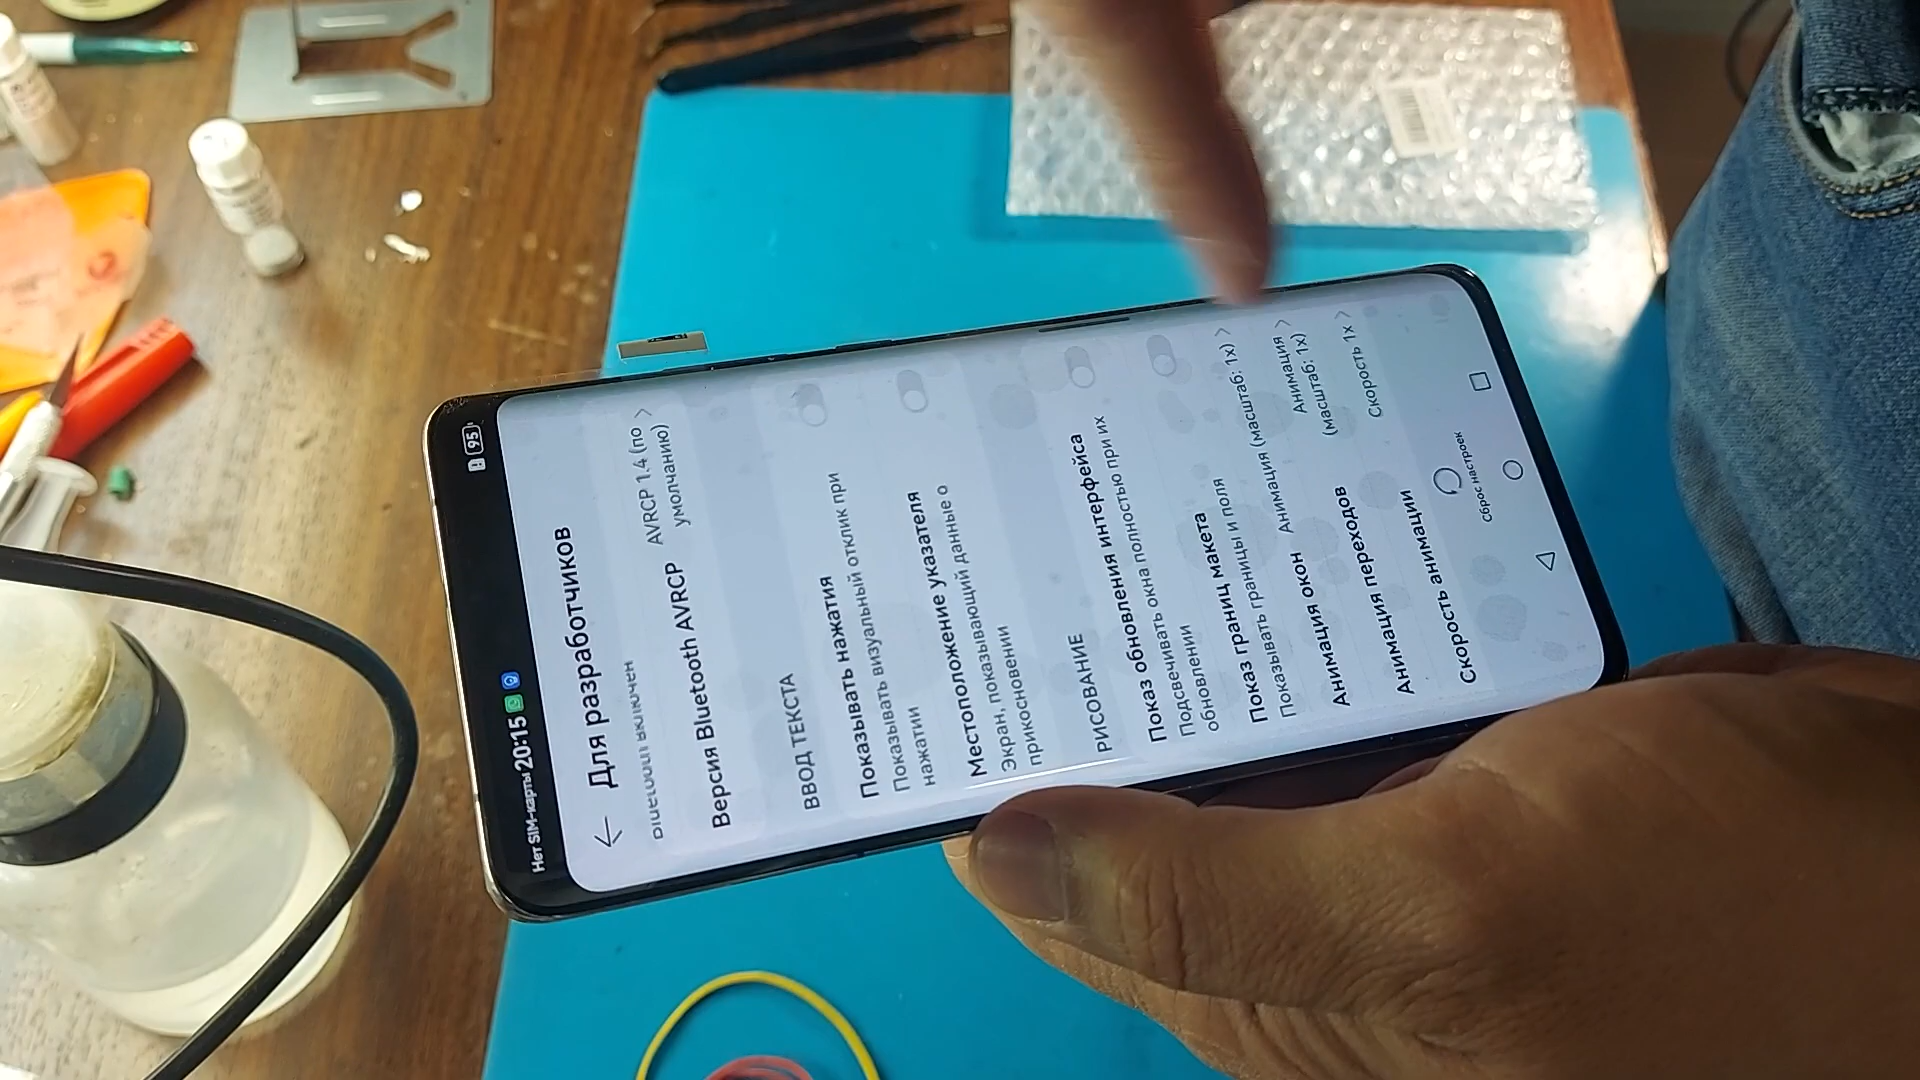 Нет SIM-карты 20:15 95
Для разработчиков
Версия Bluetooth AVRCP
AVRCP 1.4 (по
умолчанию)
ВВОД ТЕКСТА
Показывать нажатия
Показывать визуальный отклик при
нажатии
Местоположение указателя
Экран, показывающий данные о
прикосновении
РИСОВАНИЕ
Показ обновления интерфейса
Подсвечивать окна полностью при их
обновлении
Показ границ макета
Показывать границы и поля
Анимация окон
Анимация (масштаб: 1x)
Анимация переходов
Анимация
(масштаб: 1x)
Скорость анимации
Скорость 1x
Сброс настроек